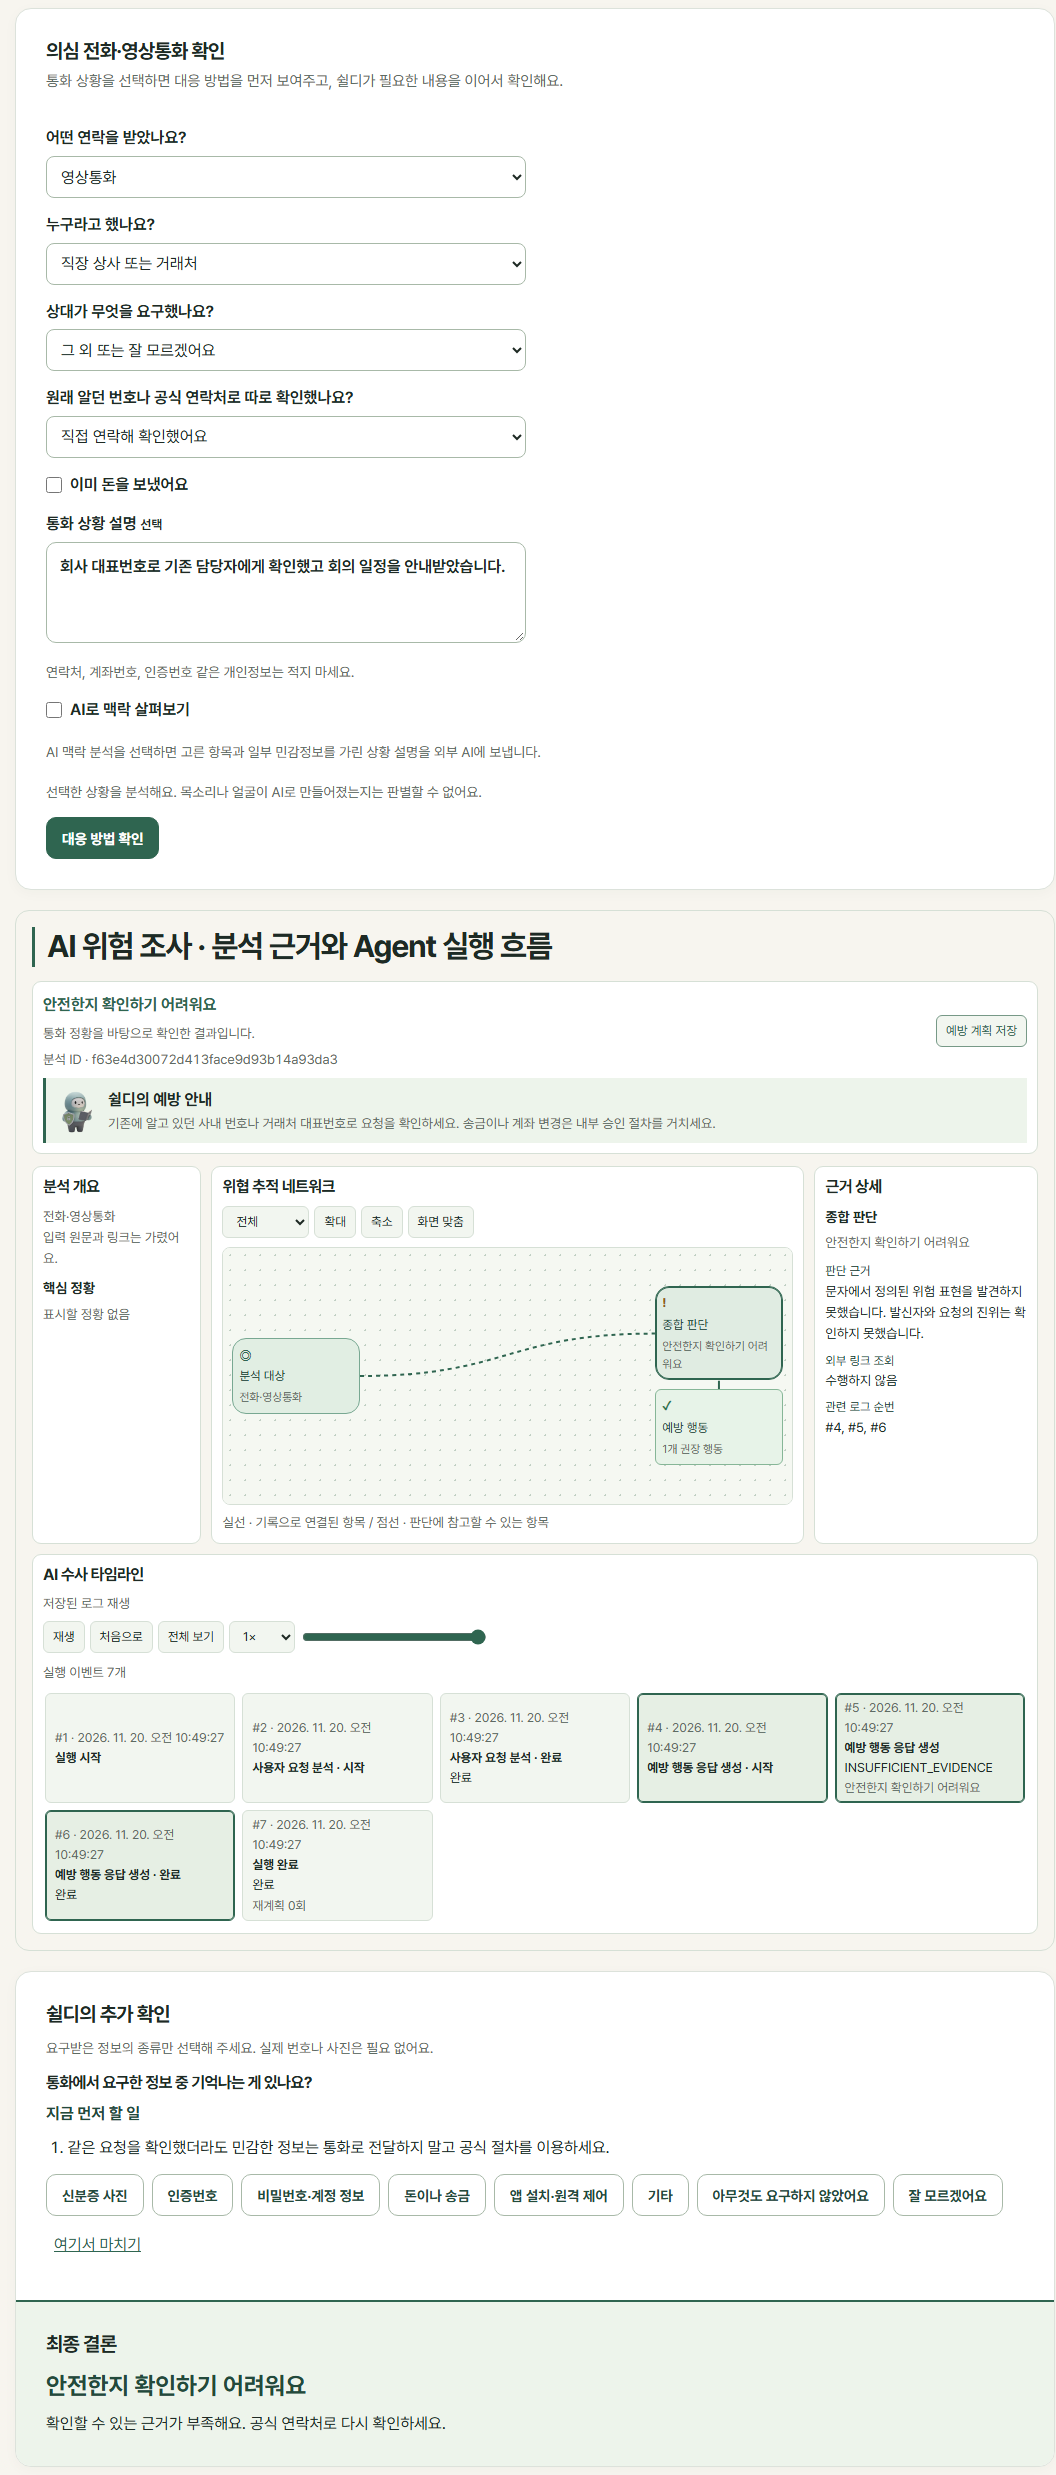 의심 전화·영상통화 확인
통화 상황을 선택하면 대응 방법을 먼저 보여주고, 쉴디가 필요한 내용을 이어서 확인해요.
어떤 연락을 받았나요?
영상통화
누구라고 했나요?
직장 상사 또는 거래처
상대가 무엇을 요구했나요?
그 외 또는 잘 모르겠어요
원래 알던 번호나 공식 연락처로 따로 확인했나요?
직접 연락해 확인했어요
이미 돈을 보냈어요
통화 상황 설명 선택
회사 대표번호로 기존 담당자에게 확인했고 회의 일정을 안내받았습니다.
연락처, 계좌번호, 인증번호 같은 개인정보는 적지 마세요.
AI로 맥락 살펴보기
AI 맥락 분석을 선택하면 고른 항목과 일부 민감정보를 가린 상황 설명을 외부 AI에 보냅니다.
선택한 상황을 분석해요. 목소리나 얼굴이 AI로 만들어졌는지는 판별할 수 없어요.
대응 방법 확인
AI 위험 조사 · 분석 근거와 Agent 실행 흐름
안전한지 확인하기 어려워요
통화 정황을 바탕으로 확인한 결과입니다.
분석 ID · f63e4d30072d413face9d93b14a93da3
예방 계획 저장
쉴디의 예방 안내
기존에 알고 있던 사내 번호나 거래처 대표번호로 요청을 확인하세요. 송금이나 계좌 변경은 내부 승인 절차를 거치세요.
분석 개요
전화·영상통화
입력 원문과 링크는 가렸어
요.
핵심 정황
표시할 정황 없음
위협 추적 네트워크
전체
확대
축소
화면 맞춤
◎
분석 대상
전화·영상통화
!
종합 판단
안전한지 확인하기 어려
워요
✓
예방 행동
1개 권장 행동
실선 · 기록으로 연결된 항목 / 점선 · 판단에 참고할 수 있는 항목
근거 상세
종합 판단
안전한지 확인하기 어려워요
판단 근거
문자에서 정의된 위험 표현을 발견하지
못했습니다. 발신자와 요청의 진위는 확
인하지 못했습니다.
외부 링크 조회
수행하지 않음
관련 로그 순번
#4, #5, #6
AI 수사 타임라인
저장된 로그 재생
재생
처음으로
전체 보기
1×
실행 이벤트 7개
#1 · 2026. 11. 20. 오전 10:49:27
실행 시작
#2 · 2026. 11. 20. 오전
10:49:27
사용자 요청 분석 · 시작
#3 · 2026. 11. 20. 오전
10:49:27
사용자 요청 분석 · 완료
완료
#4 · 2026. 11. 20. 오전
10:49:27
예방 행동 응답 생성 · 시작
#5 · 2026. 11. 20. 오전
10:49:27
예방 행동 응답 생성
INSUFFICIENT_EVIDENCE
안전한지 확인하기 어려워요
#6 · 2026. 11. 20. 오전
10:49:27
예방 행동 응답 생성 · 완료
완료
#7 · 2026. 11. 20. 오전
10:49:27
실행 완료
완료
재계획 0회
쉴디의 추가 확인
요구받은 정보의 종류만 선택해 주세요. 실제 번호나 사진은 필요 없어요.
통화에서 요구한 정보 중 기억나는 게 있나요?
지금 먼저 할 일
1. 같은 요청을 확인했더라도 민감한 정보는 통화로 전달하지 말고 공식 절차를 이용하세요.
신분증 사진
인증번호
비밀번호·계정 정보
돈이나 송금
앱 설치·원격 제어
기타
아무것도 요구하지 않았어요
잘 모르겠어요
여기서 마치기
최종 결론
안전한지 확인하기 어려워요
확인할 수 있는 근거가 부족해요. 공식 연락처로 다시 확인하세요.